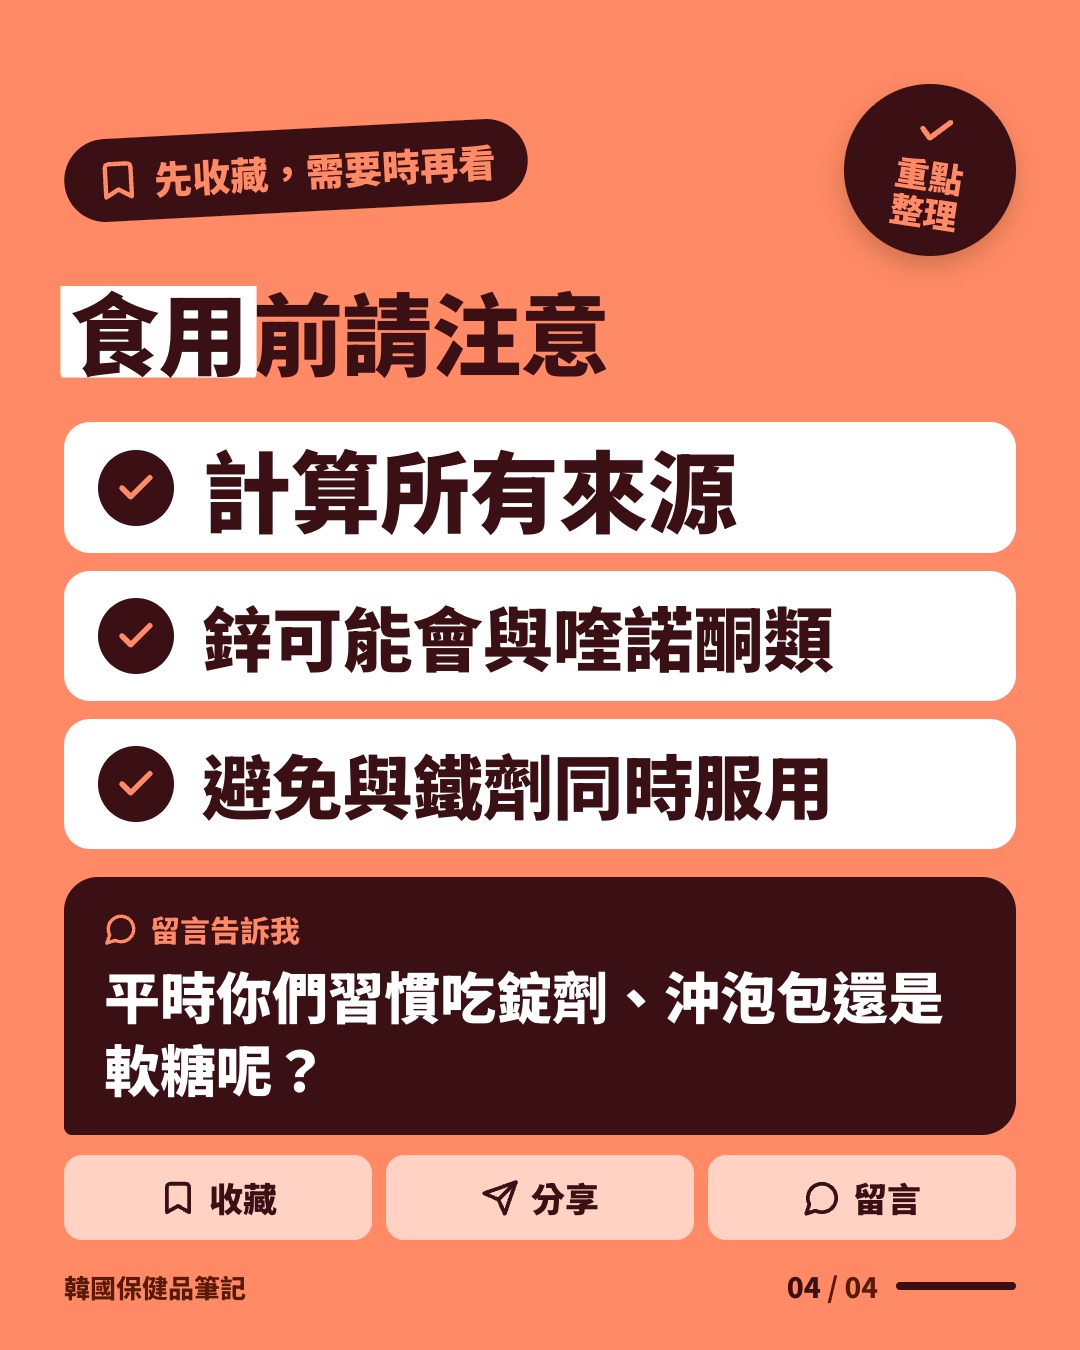 先收藏，需要時再看
重點
整理
食用前請注意
計算所有來源
鋅可能會與喹諾酮類
避免與鐵劑同時服用
留言告訴我
平時你們習慣吃錠劑、沖泡包還是
軟糖呢？
收藏
分享
留言
韓國保健品筆記
04 / 04